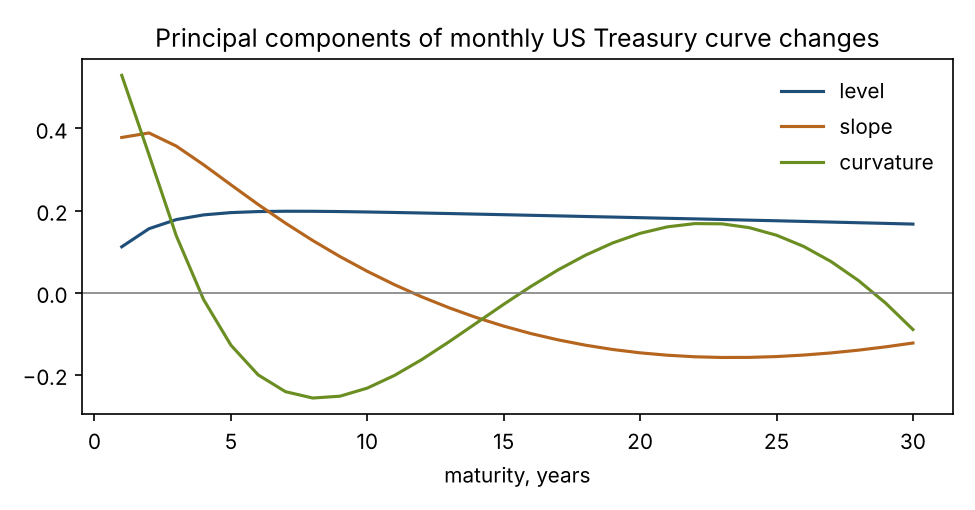 Principal components of monthly US Treasury curve changes
level
slope
curvature
0.4
0.2
0.0
−0.2
0 5 10 15 20 25 30
maturity, years